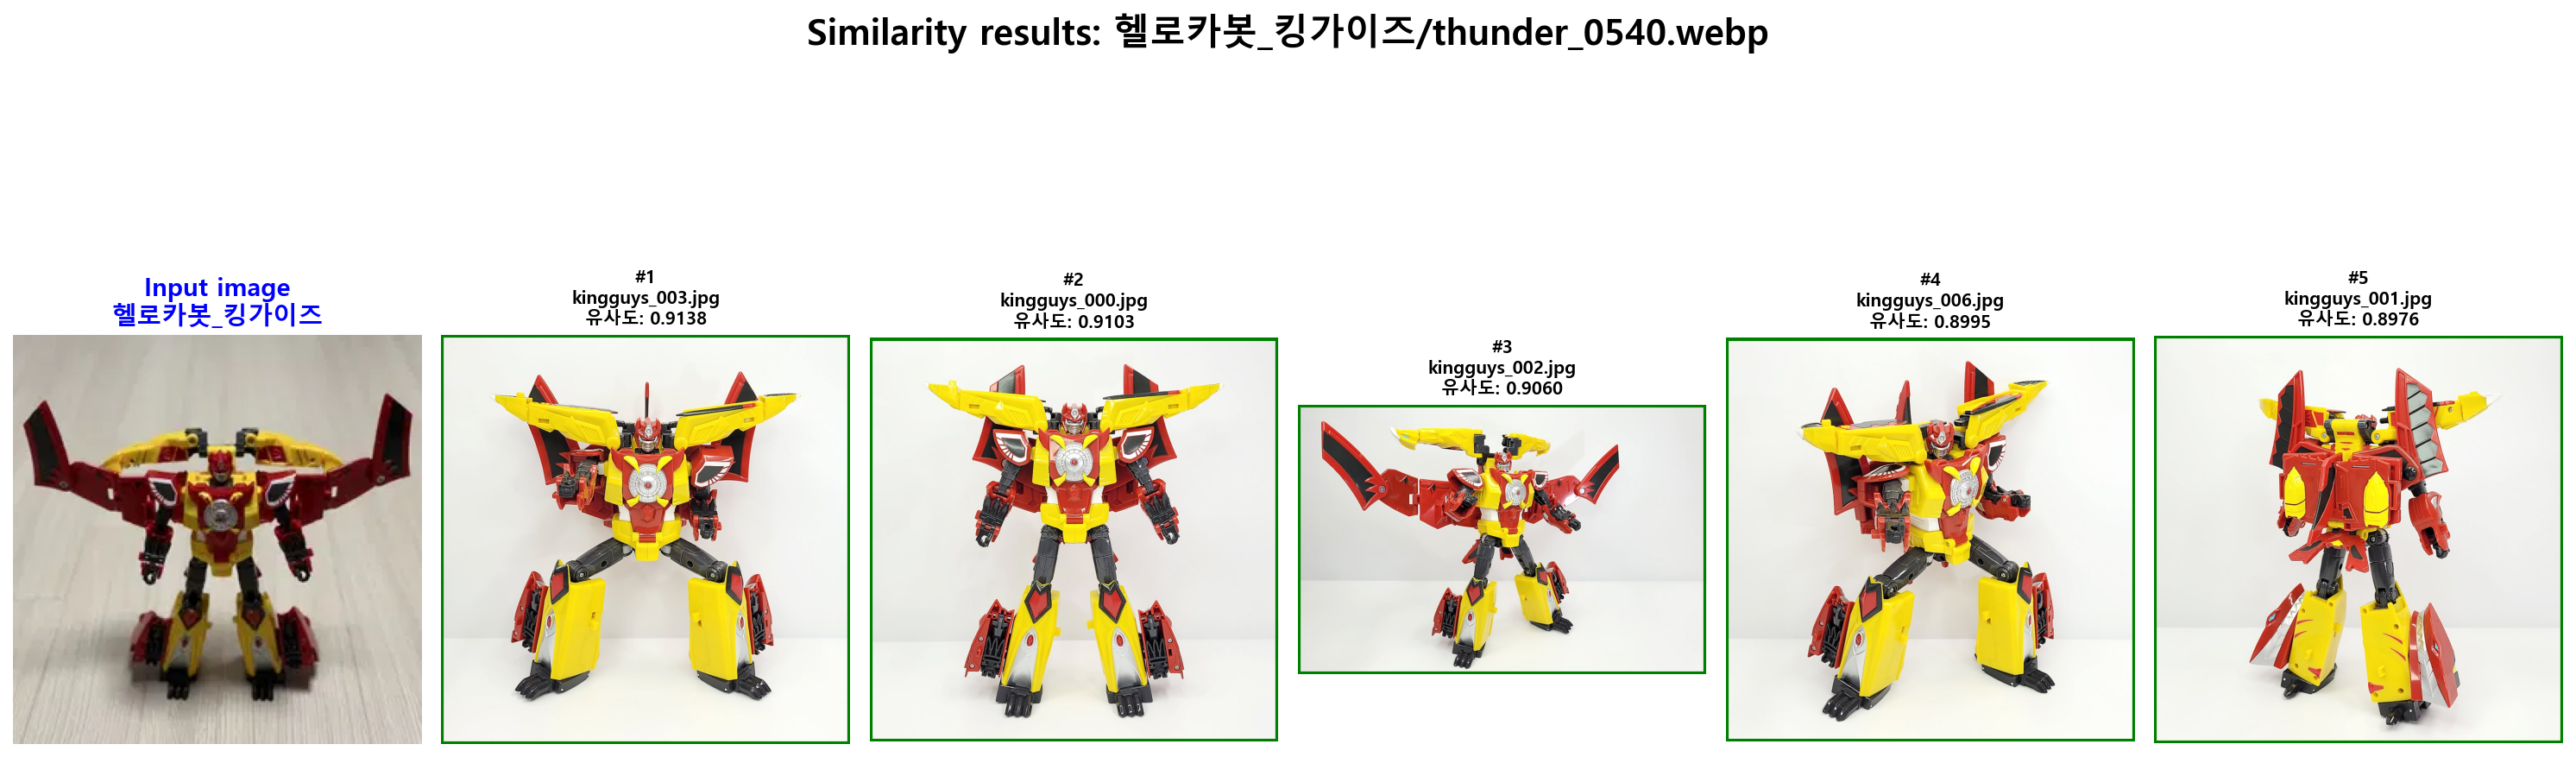 Similarity results: 헬로카봇_킹가이즈/thunder_0540.webp
Input image
헬로카봇_킹가이즈
#1
kingguys_003.jpg
유사도: 0.9138
#2
kingguys_000.jpg
유사도: 0.9103
#3
kingguys_002.jpg
유사도: 0.9060
#4
kingguys_006.jpg
유사도: 0.8995
#5
kingguys_001.jpg
유사도: 0.8976